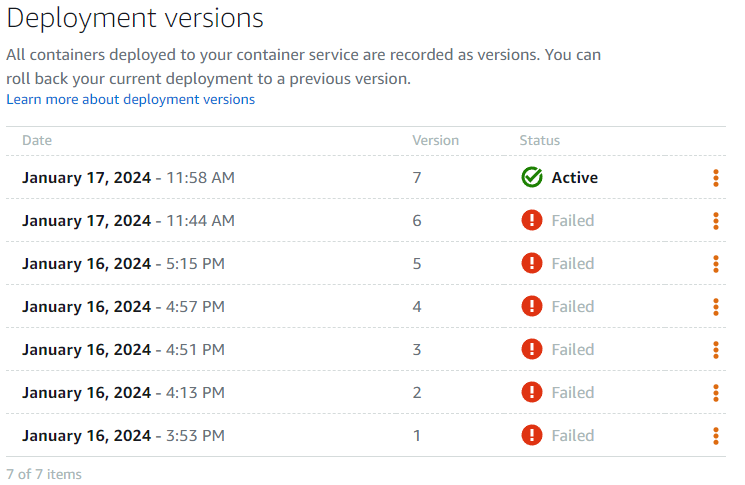 Deployment versions
All containers deployed to your container service are recorded as versions. You can
roll back your current deployment to a previous version.
Learn more about deployment versions
Date Version Status
January 17, 2024 - 11:58 AM 7 Active
January 17, 2024 - 11:44 AM 6 Failed
January 16, 2024 - 5:15 PM 5 Failed
January 16, 2024 - 4:57 PM 4 Failed
January 16, 2024 - 4:51 PM 3 Failed
January 16, 2024 - 4:13 PM 2 Failed
January 16, 2024 - 3:53 PM 1 Failed
7 of 7 items